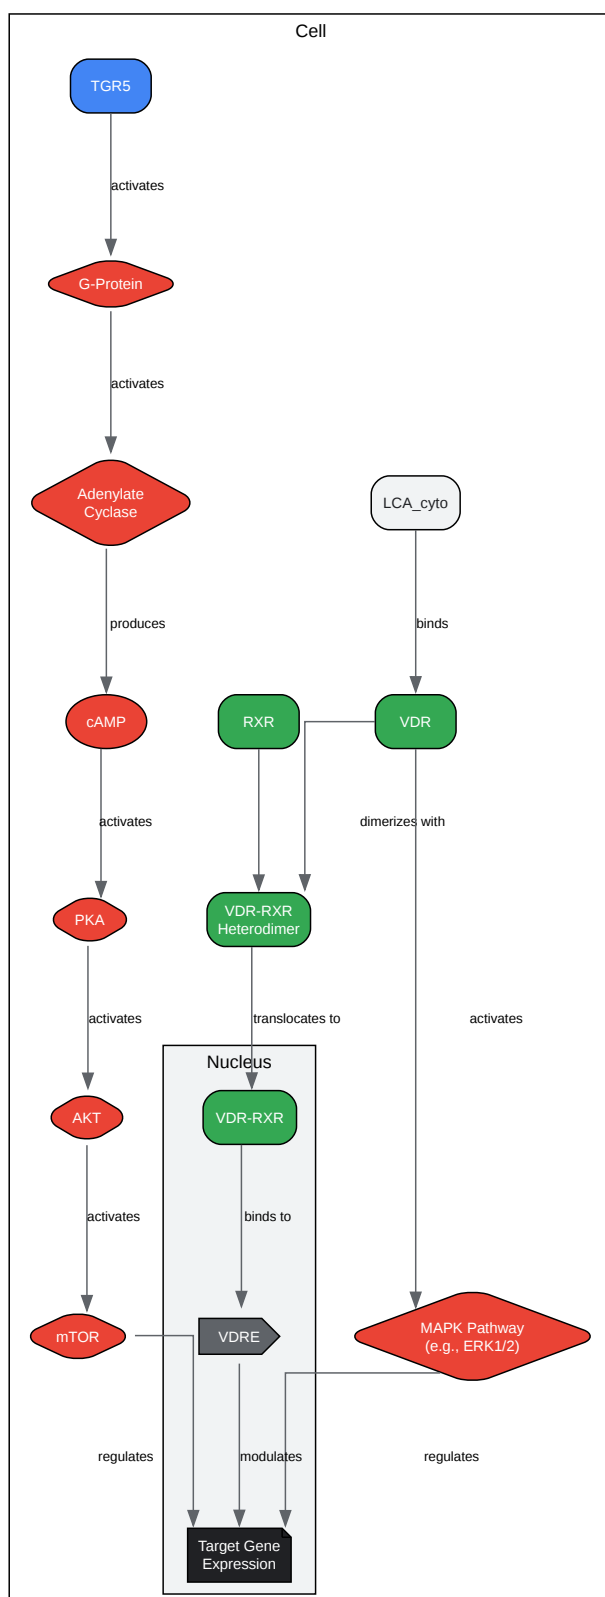 Cell
TGR5
activates
G-Protein
activates
Adenylate
Cyclase
LCA_cyto
produces
binds
cAMP
RXR
VDR
activates
dimerizes with
PKA
VDR-RXR
Heterodimer
activates
translocates to
activates
Nucleus
AKT
VDR-RXR
activates
binds to
mTOR
VDRE
MAPK Pathway
(e.g., ERK1/2)
regulates
modulates
regulates
Target Gene
Expression